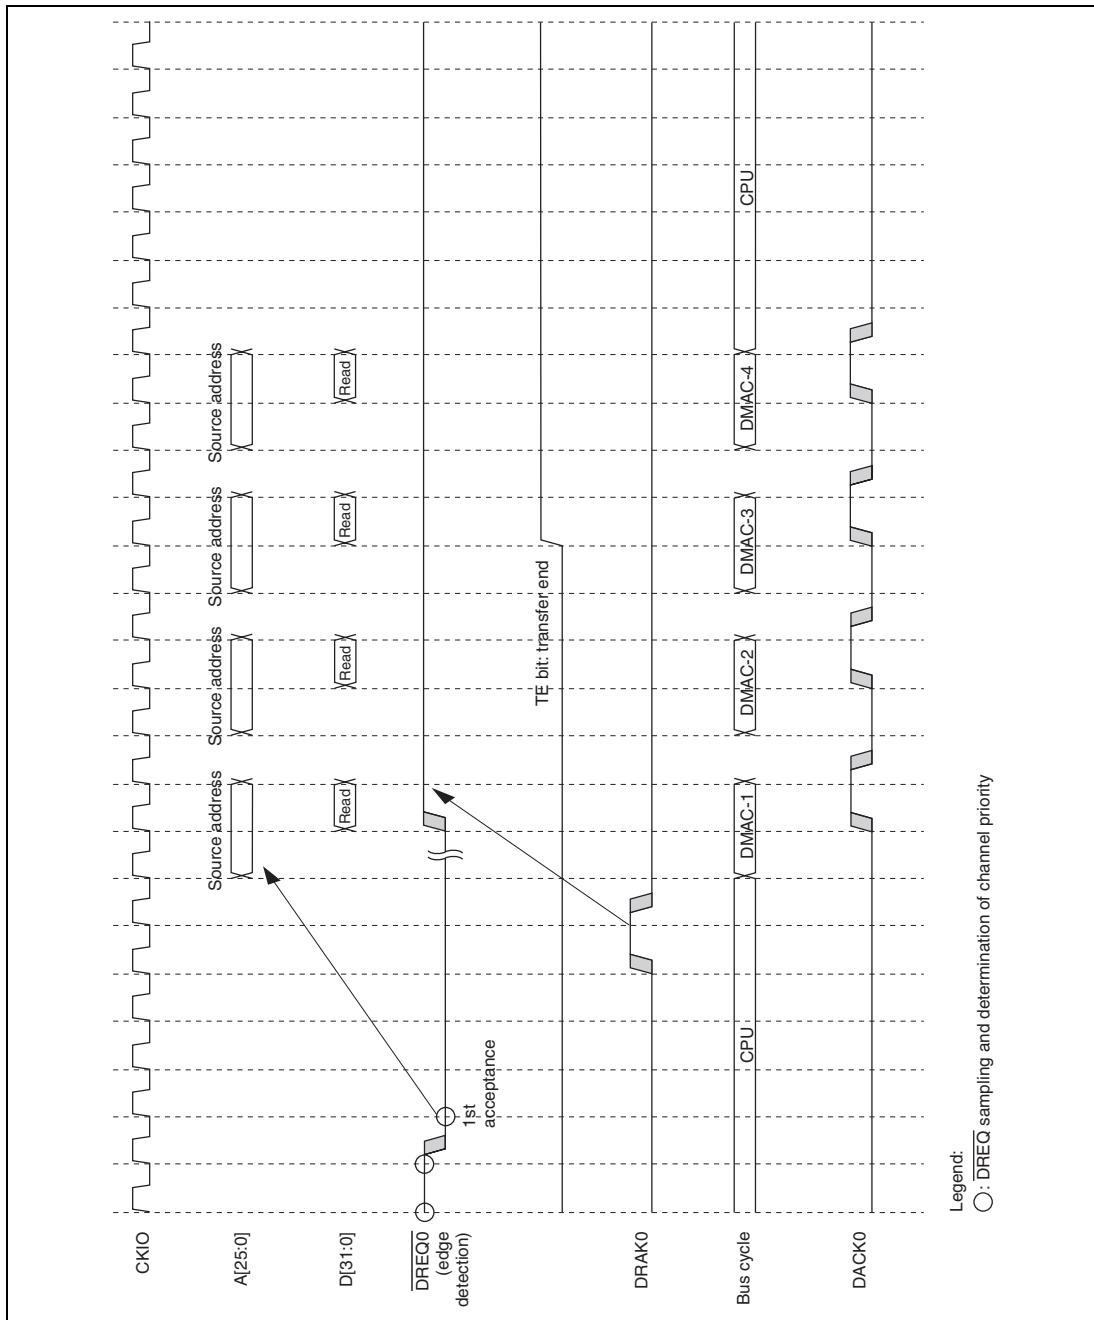 CKIO
Source address
Source address
Source address
Source address
A[25:0]
Read
Read
Read
Read
D[31:0]
DREQ0
(edge
detection)
1st
acceptance
TE bit: transfer end
DRAK0
CPU
DMAC-1
DMAC-2
DMAC-3
DMAC-4
CPU
Bus cycle
DACK0
Legend:
: DREQ sampling and determination of channel priority